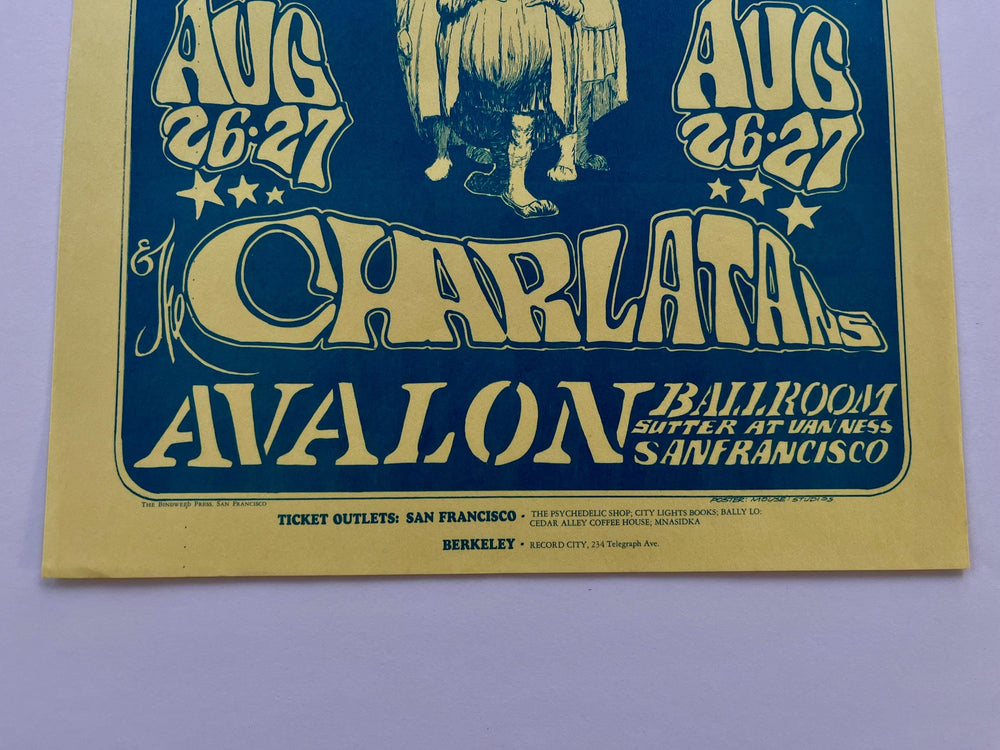 AUG
26·27
AUG
26·27
& The CHARLATANS
AVALON BALLROOM
SUTTER AT VAN NESS
SAN FRANCISCO
THE BINDWEED PRESS, SAN FRANCISCO
POSTER: MOUSE STUDIOS
TICKET OUTLETS: SAN FRANCISCO • THE PSYCHEDELIC SHOP; CITY LIGHTS BOOKS; BALLY LO:
CEDAR ALLEY COFFEE HOUSE; MNASIDKA
BERKELEY • RECORD CITY, 234 Telegraph Ave.